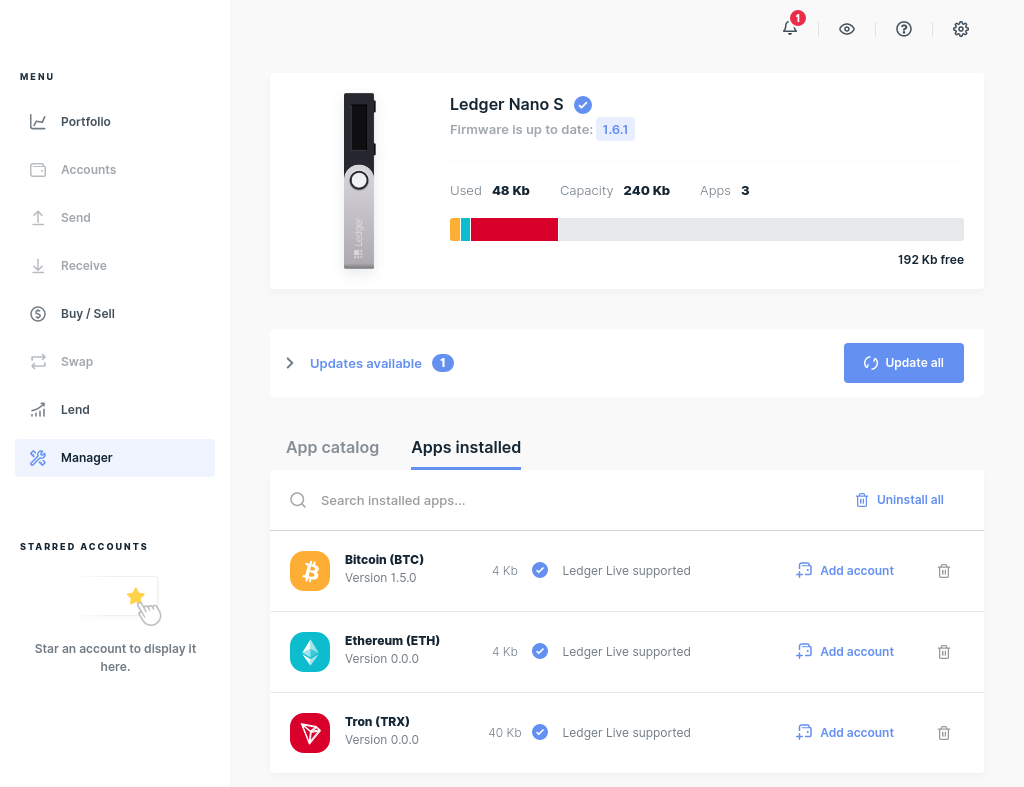 1
MENU
Portfolio
Accounts
Send
Receive
Buy / Sell
Swap
Lend
Manager
STARRED ACCOUNTS
Star an account to display it
here.
Ledger
Ledger Nano S
Firmware is up to date: 1.6.1
Used 48 Kb Capacity 240 Kb Apps 3
192 Kb free
Updates available 1 Update all
App catalog Apps installed
Search installed apps... Uninstall all
Bitcoin (BTC)
Version 1.5.0
4 Kb Ledger Live supported Add account
Ethereum (ETH)
Version 0.0.0
4 Kb Ledger Live supported Add account
Tron (TRX)
Version 0.0.0
40 Kb Ledger Live supported Add account